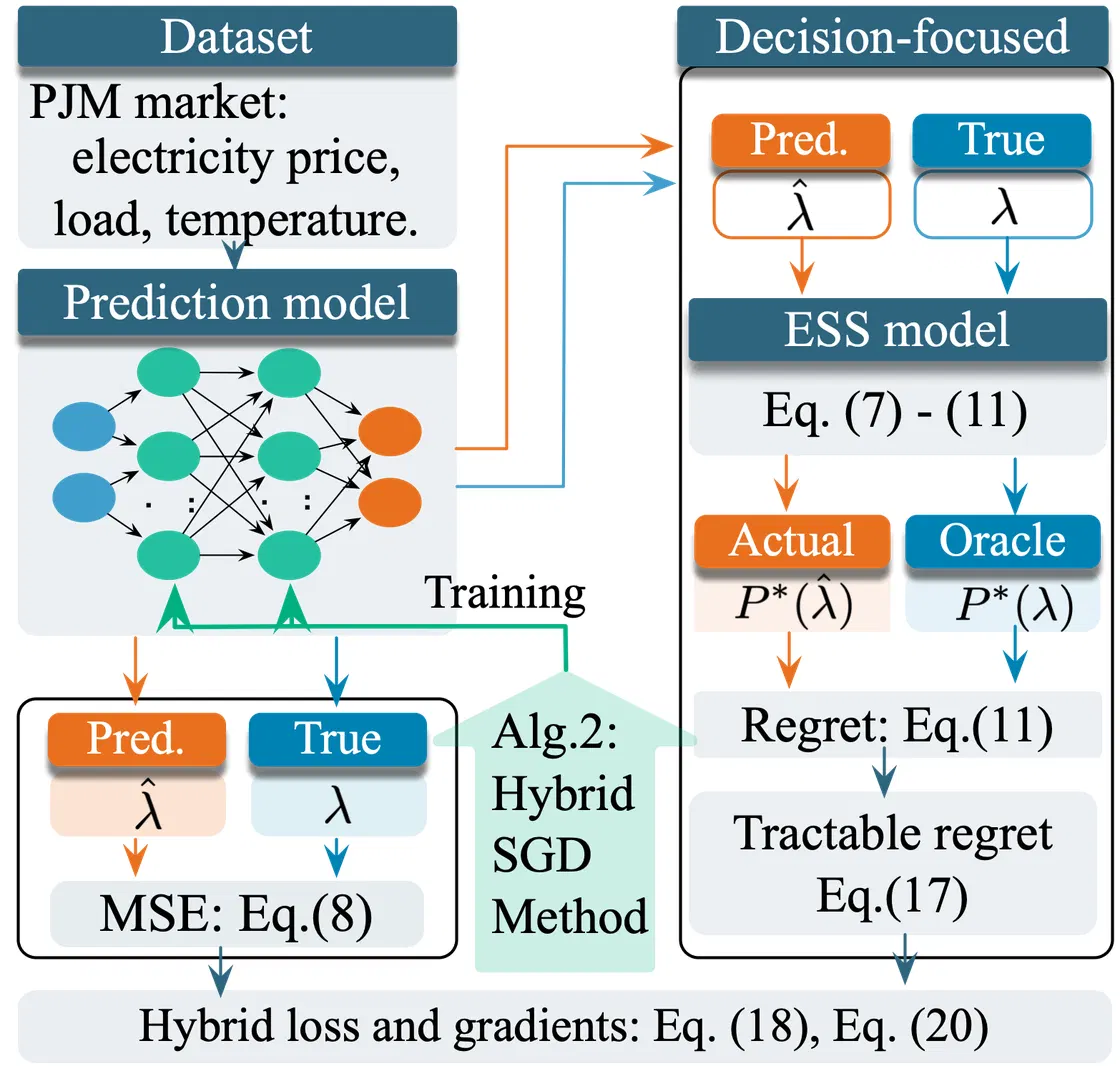 Dataset
PJM market:
electricity price,
load, temperature.
Prediction model
Training
Pred.
True
λ̂
λ
MSE: Eq.(8)
Alg.2:
Hybrid
SGD
Method
Decision-focused
Pred.
True
λ̂
λ
ESS model
Eq. (7) - (11)
Actual
Oracle
P*(λ̂)
P*(λ)
Regret: Eq.(11)
Tractable regret
Eq.(17)
Hybrid loss and gradients: Eq. (18), Eq. (20)